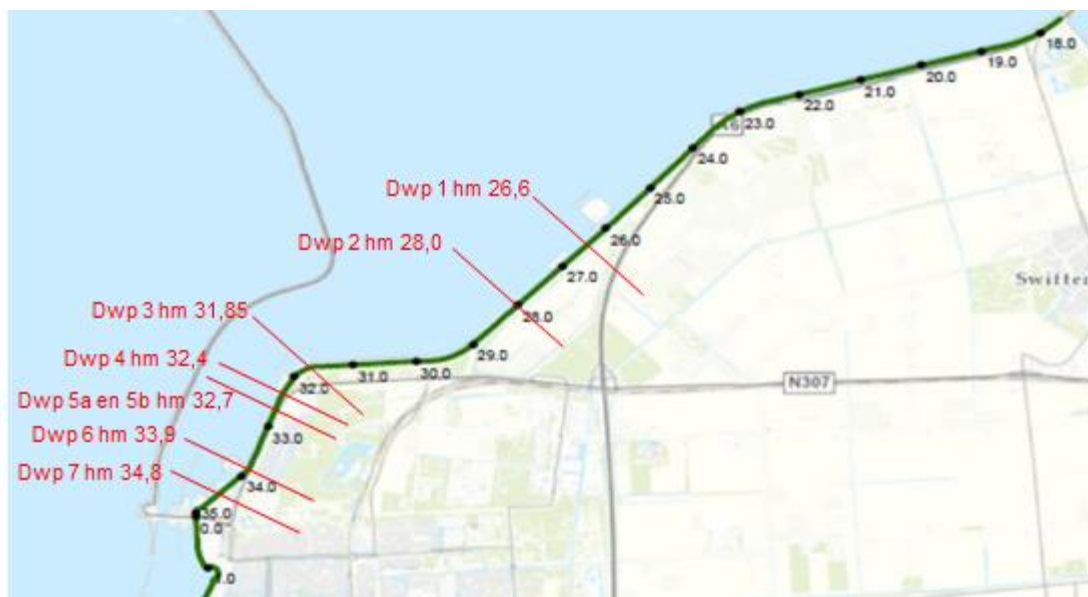 18.0
19.0
20.0
21.0
22.0
23.0
A6
24.0
25.0
Dwp 1 hm 26,6
26.0
Dwp 2 hm 28,0
27.0
Swifter
28.0
Dwp 3 hm 31,85
29.0
Dwp 4 hm 32,4
30.0
31.0
32.0
N307
Dwp 5a en 5b hm 32,7
33.0
Dwp 6 hm 33,9
Dwp 7 hm 34,8
34.0
35.0
0.0
1.0